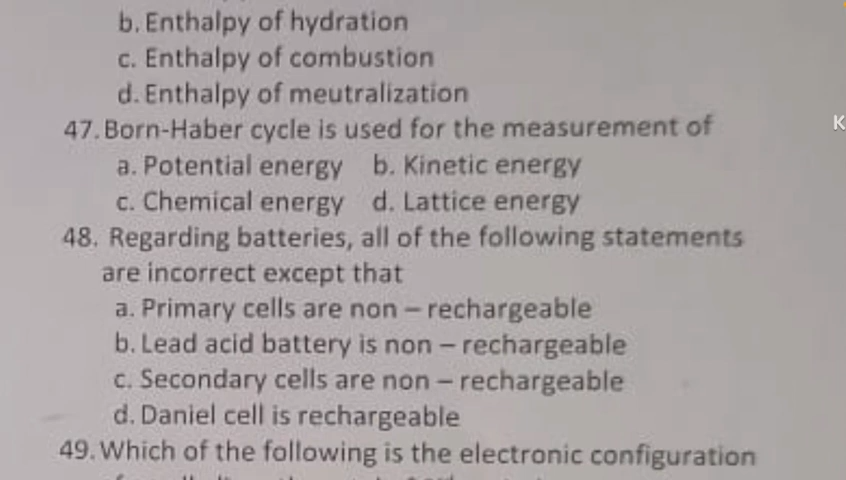 b. Enthalpy of hydration
c. Enthalpy of combustion
d. Enthalpy of meutralization
47. Born-Haber cycle is used for the measurement of
a. Potential energy b. Kinetic energy
c. Chemical energy d. Lattice energy
48. Regarding batteries, all of the following statements
are incorrect except that
a. Primary cells are non – rechargeable
b. Lead acid battery is non – rechargeable
c. Secondary cells are non – rechargeable
d. Daniel cell is rechargeable
49. Which of the following is the electronic configuration
K